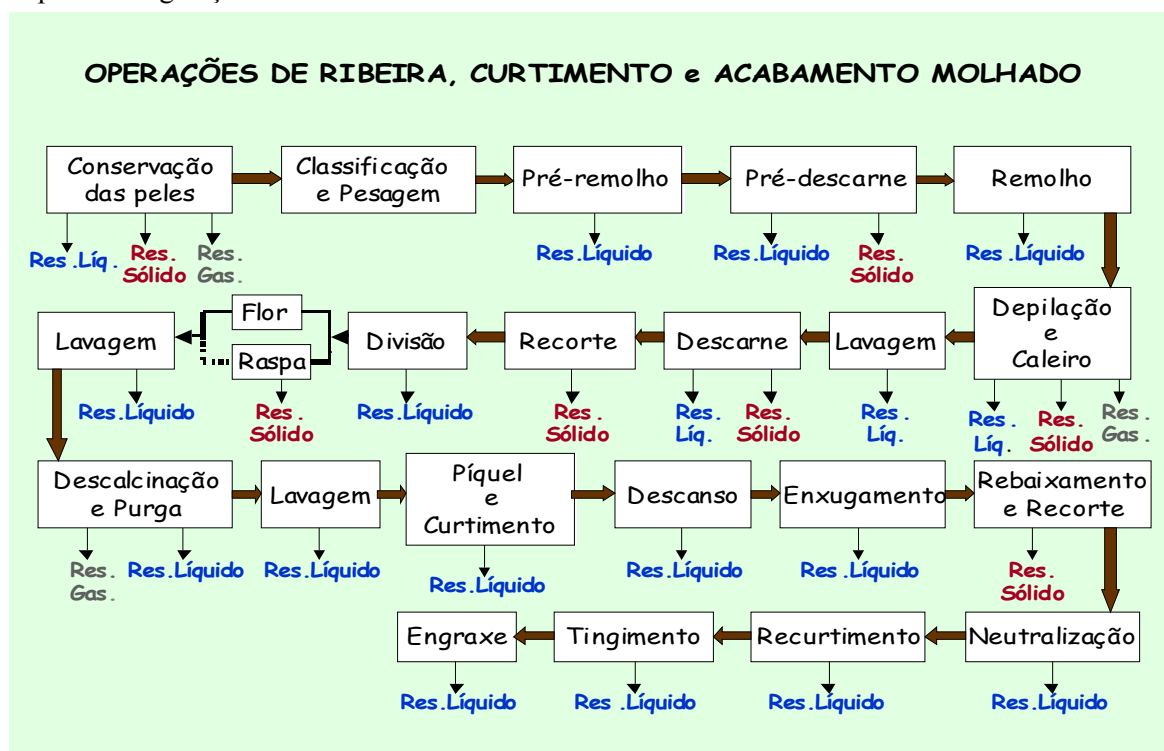 OPERAÇÕES DE RIBEIRA, CURTIMENTO e ACABAMENTO MOLHADO
Conservação
das peles
Classificação
e Pesagem
Pré-remolho
Pré-descarne
Remolho
Res.Líq.
Res.
Sólido
Res.
Gas.
Res.Líquido
Res.Líquido
Res.
Sólido
Res.Líquido
Lavagem
Flor
Raspa
Divisão
Recorte
Descarne
Lavagem
Depilação
e
Caleiro
Res.Líquido
Res.
Sólido
Res.Líquido
Res.
Sólido
Res.
Líq.
Res.
Sólido
Res.
Líq.
Res.
Líq.
Res.
Sólido
Res.
Gas.
Descalcinação
e Purga
Lavagem
Píquel
e
Curtimento
Descanso
Enxugamento
Rebaixamento
e Recorte
Res.
Gas.
Res.Líquido
Res.Líquido
Res.Líquido
Res.Líquido
Res.Líquido
Res.
Sólido
Engraxe
Tingimento
Recurtimento
Neutralização
Res.Líquido
Res .Líquido
Res.Líquido
Res.Líquido